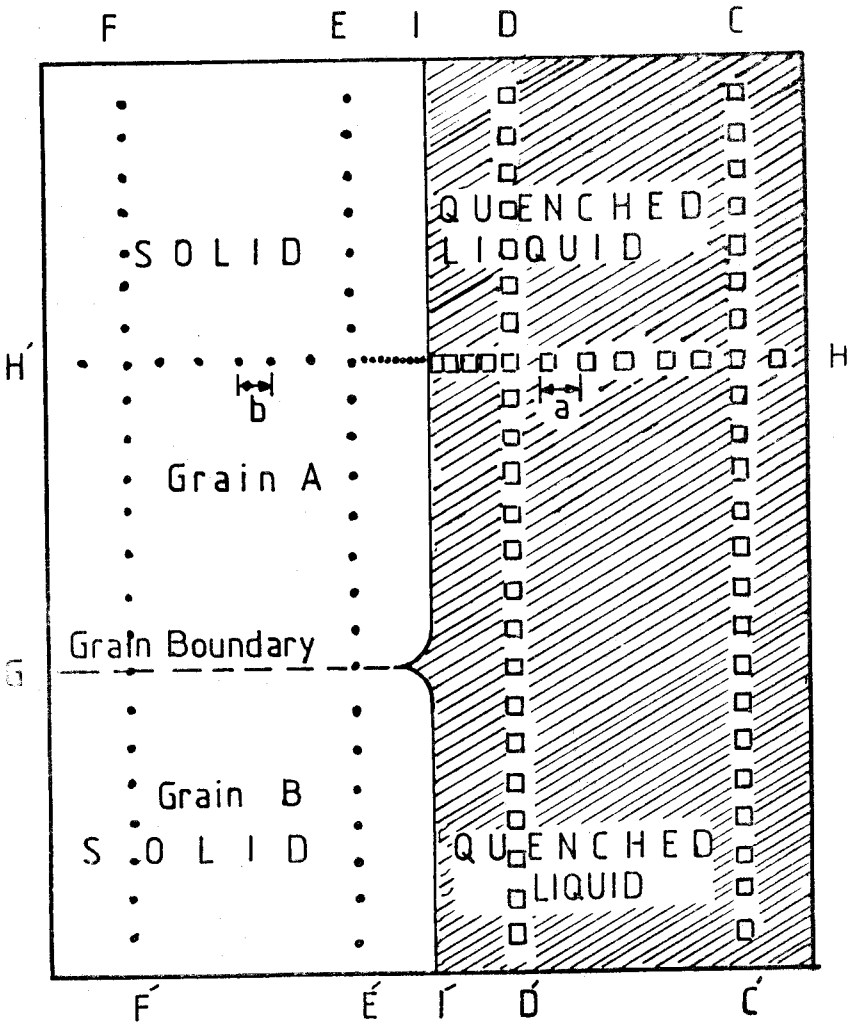 F E I D C
QUENCHED
SOLID LIQUID
H′ H
b a
Grain A
Grain Boundary
G
Grain B
SOLID QUENCHED
LIQUID
F′ E′ I′ D′ C′